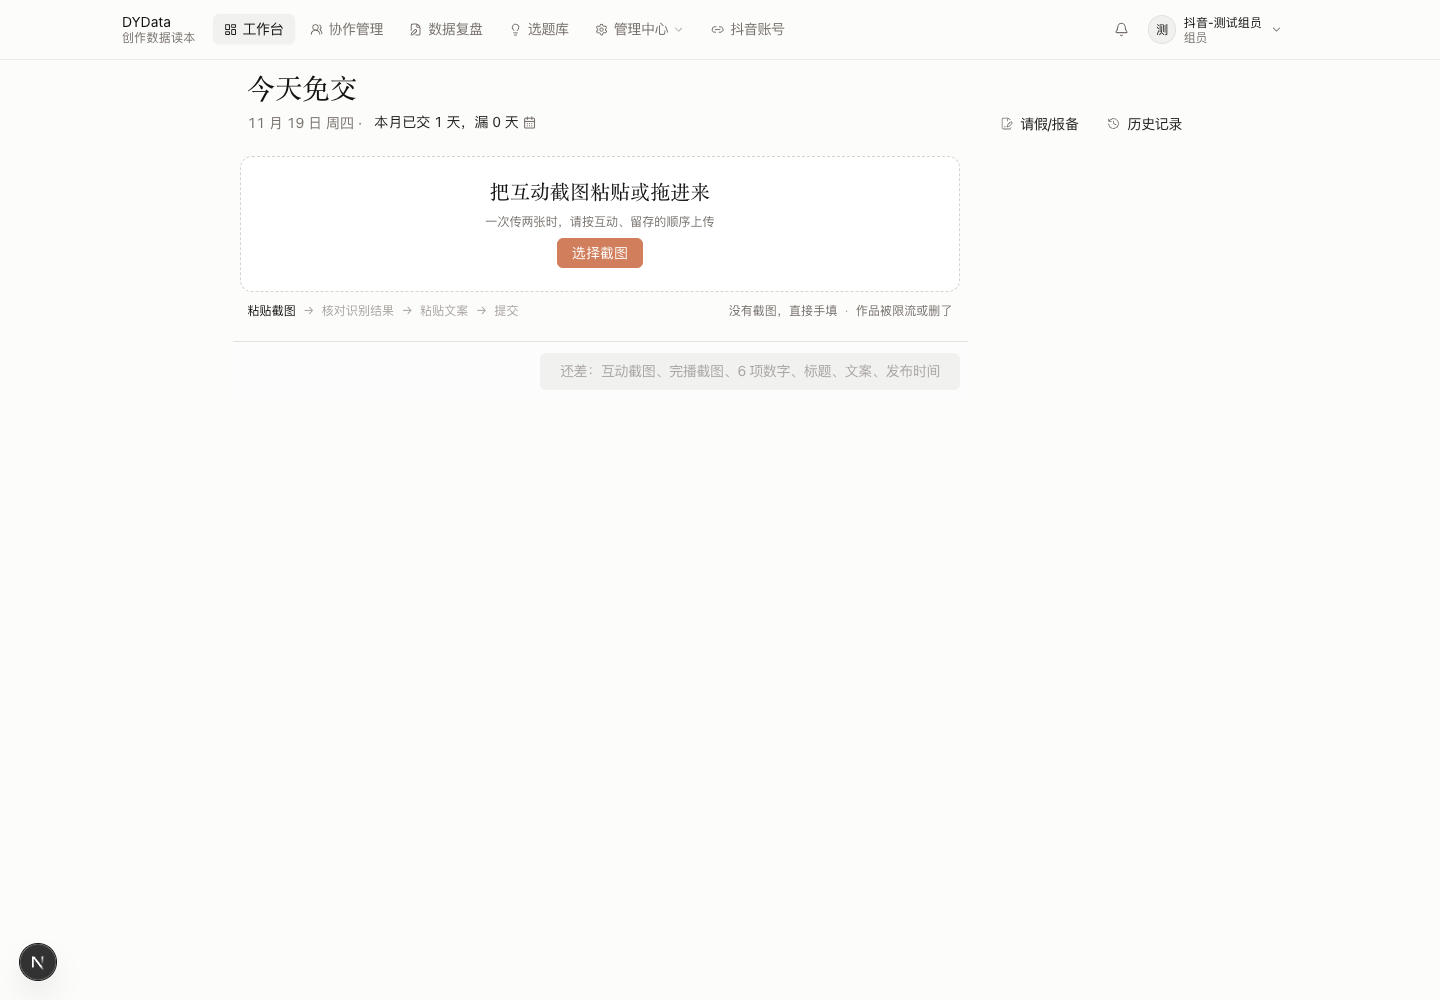 DYData
创作数据读本
工作台
协作管理
数据复盘
选题库
管理中心
抖音账号
测
抖音-测试组员
组员
今天免交
11 月 19 日 周四 · 本月已交 1 天，漏 0 天
请假/报备
历史记录
把互动截图粘贴或拖进来
一次传两张时，请按互动、留存的顺序上传
选择截图
粘贴截图 → 核对识别结果 → 粘贴文案 → 提交
没有截图，直接手填 · 作品被限流或删了
还差：互动截图、完播截图、6 项数字、标题、文案、发布时间
N